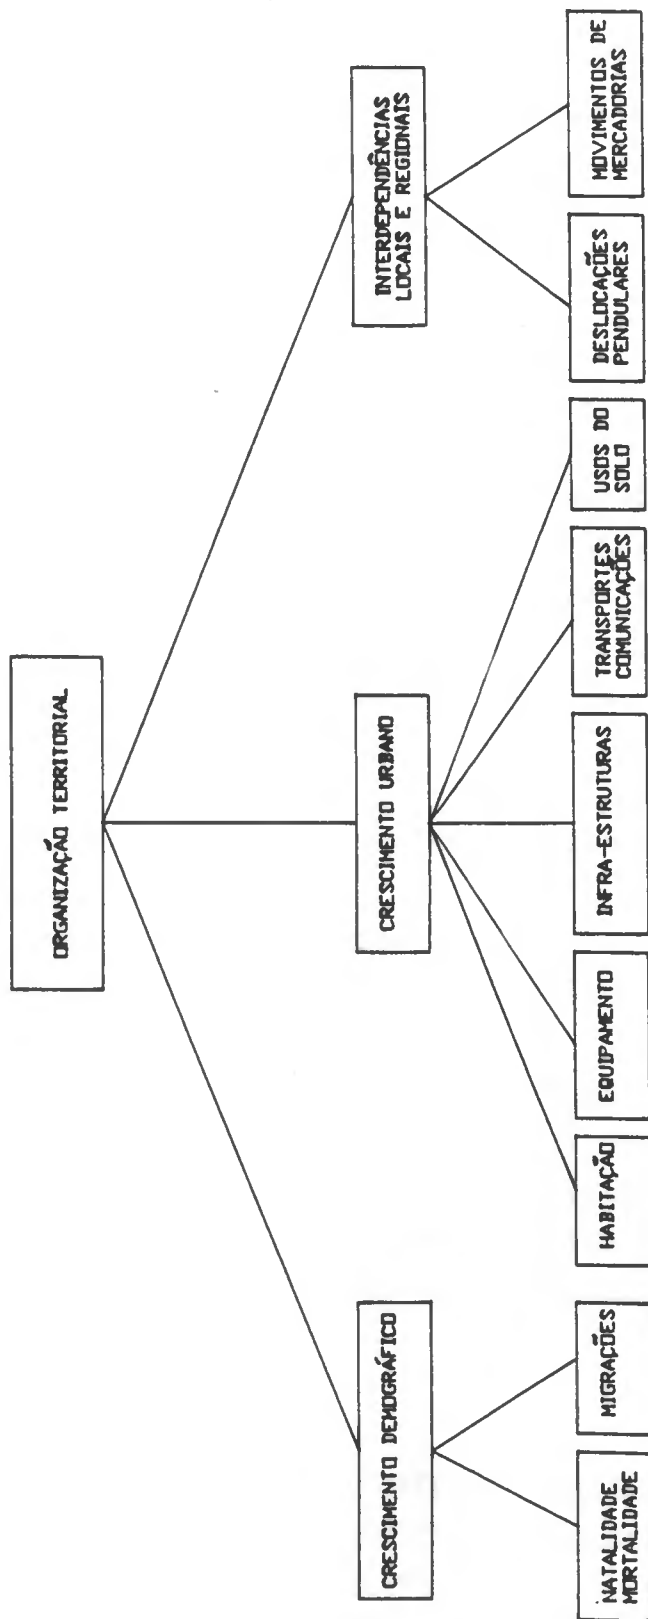 ORGANIZAÇÃO TERRITORIAL
CRESCIMENTO DEMOGRÁFICO
CRESCIMENTO URBANO
INTERDEPENDÊNCIAS
LOCAIS E REGIONAIS
NATALIDADE
MORTALIDADE
MIGRAÇÕES
HABITAÇÃO
EQUIPAMENTO
INFRA-ESTRUTURAS
TRANSPORTES
COMUNICAÇÕES
USOS DO
SOLO
DESLOCAÇÕES
PENDULARES
MOVIMENTOS DE
MERCADORIAS